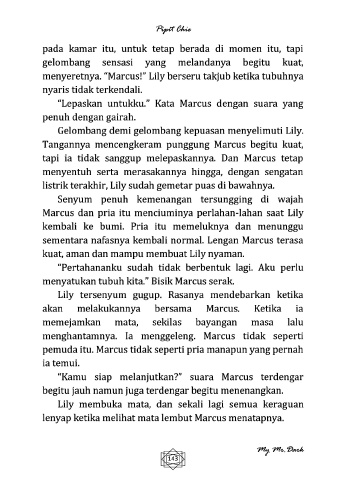 Pipit Chie
pada kamar itu, untuk tetap berada di momen itu, tapi
gelombang sensasi yang melandanya begitu kuat,
menyeretnya. "Marcus!" Lily berseru takjub ketika tubuhnya
nyaris tidak terkendali.
"Lepaskan untukku." Kata Marcus dengan suara yang
penuh dengan gairah.
Gelombang demi gelombang kepuasan menyelimuti Lily.
Tangannya mencengkeram punggung Marcus begitu kuat,
tapi ia tidak sanggup melepaskannya. Dan Marcus tetap
menyentuh serta merasakannya hingga, dengan sengatan
listrik terakhir, Lily sudah gemetar puas di bawahnya.
Senyum penuh kemenangan tersungging di wajah
Marcus dan pria itu menciuminya perlahan-lahan saat Lily
kembali ke bumi. Pria itu memeluknya dan menunggu
sementara nafasnya kembali normal. Lengan Marcus terasa
kuat, aman dan mampu membuat Lily nyaman.
"Pertahananku sudah tidak berbentuk lagi. Aku perlu
menyatukan tubuh kita." Bisik Marcus serak.
Lily tersenyum gugup. Rasanya mendebarkan ketika
akan melakukannya bersama Marcus. Ketika ia
memejamkan mata, sekilas bayangan masa lalu
menghantamnya. Ia menggeleng. Marcus tidak seperti
pemuda itu. Marcus tidak seperti pria manapun yang pernah
ia temui.
"Kamu siap melanjutkan?" suara Marcus terdengar
begitu jauh namun juga terdengar begitu menenangkan.
Lily membuka mata, dan sekali lagi semua keraguan
lenyap ketika melihat mata lembut Marcus menatapnya.
143
My Mr. Dark